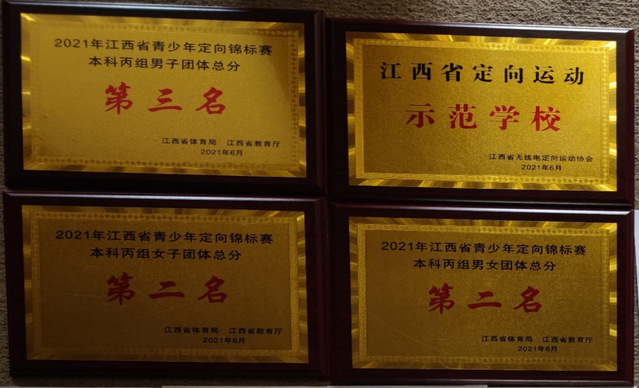 2021年江西省青少年定向锦标赛
本科丙组男子团体总分
第三名
江西省体育局 江西省教育厅
2021年6月
江西省定向运动
示范学校
江西省无线电定向运动协会
2021年6月
2021年江西省青少年定向锦标赛
本科丙组女子团体总分
第二名
江西省体育局 江西省教育厅
2021年6月
2021年江西省青少年定向锦标赛
本科丙组男女团体总分
第二名
江西省体育局 江西省教育厅
2021年6月